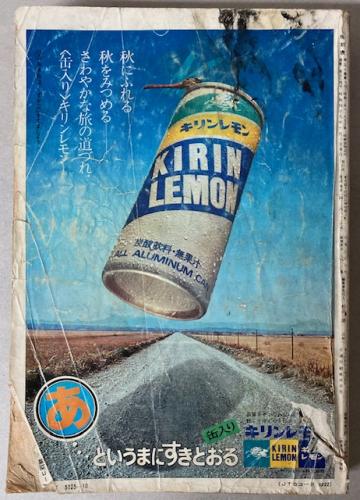 秋にふれる
秋をみつめる——
さわやかな旅の道づれ、
〈缶入り〉キリンレモン
キリンレモン
KIRIN
LEMON
炭酸飲料・無果汁
ALL ALUMINUM CAN
あ
というまにすきとおる
缶入り
キリンレモン
KIRIN
LEMON